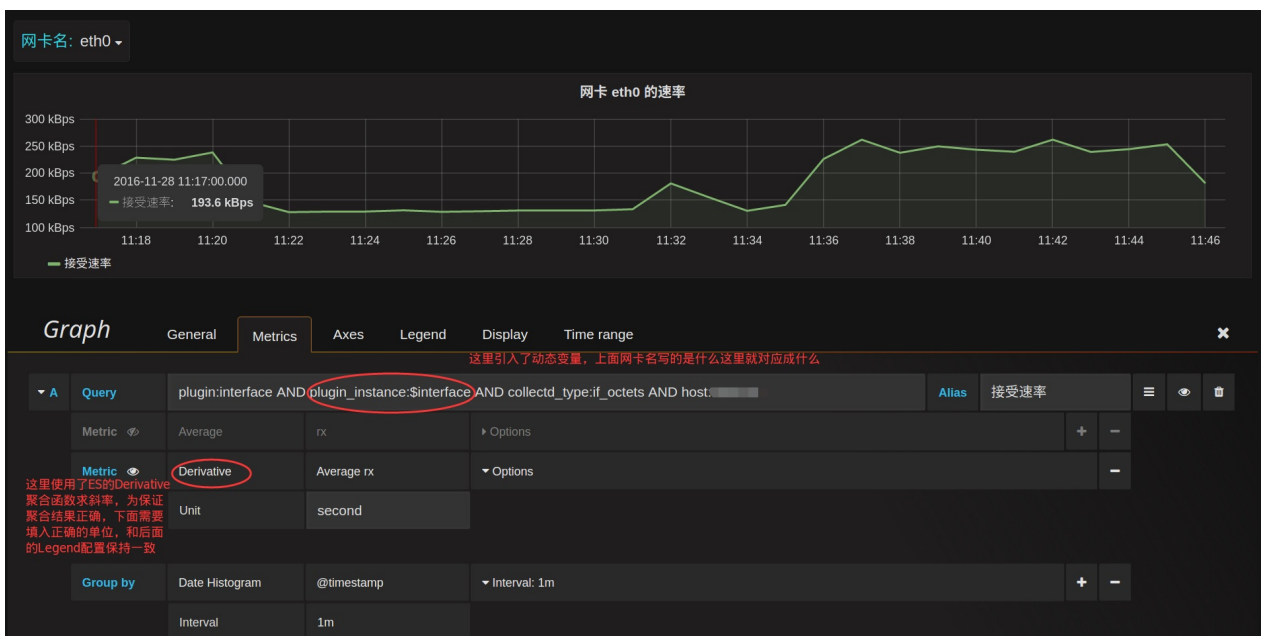 网卡名: eth0
网卡 eth0 的速率
300 kBps
250 kBps
200 kBps
150 kBps
100 kBps
2016-11-28 11:17:00.000
接受速率: 193.6 kBps
11:18 11:20 11:22 11:24 11:26 11:28 11:30 11:32 11:34 11:36 11:38 11:40 11:42 11:44 11:46
接受速率
Graph General Metrics Axes Legend Display Time range
这里引入了动态变量，上面网卡名写的是什么这里就对应成什么
A Query plugin:interface AND plugin_instance:$interface AND collectd_type:if_octets AND host: Alias 接受速率
Metric Average rx Options
Metric Derivative Average rx Options
这里使用了ES的Derivative
聚合函数求斜率，为保证
聚合结果正确，下面需要
填入正确的单位，和后面
的Legend配置保持一致
Unit second
Group by Date Histogram @timestamp Interval: 1m
Interval 1m